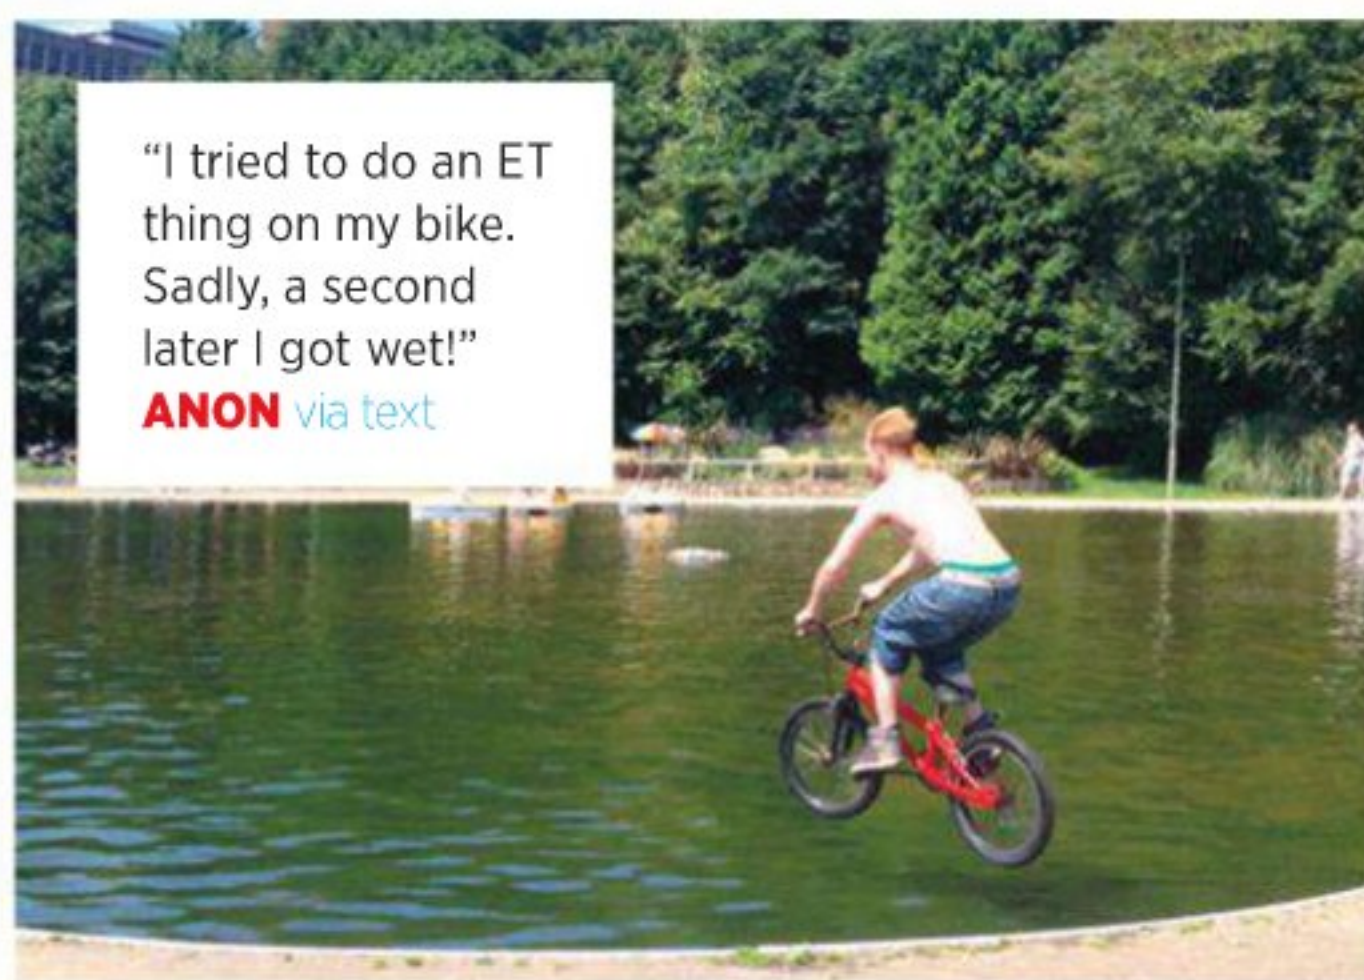 “I tried to do an ET
thing on my bike.
Sadly, a second
later I got wet!”
ANON via text